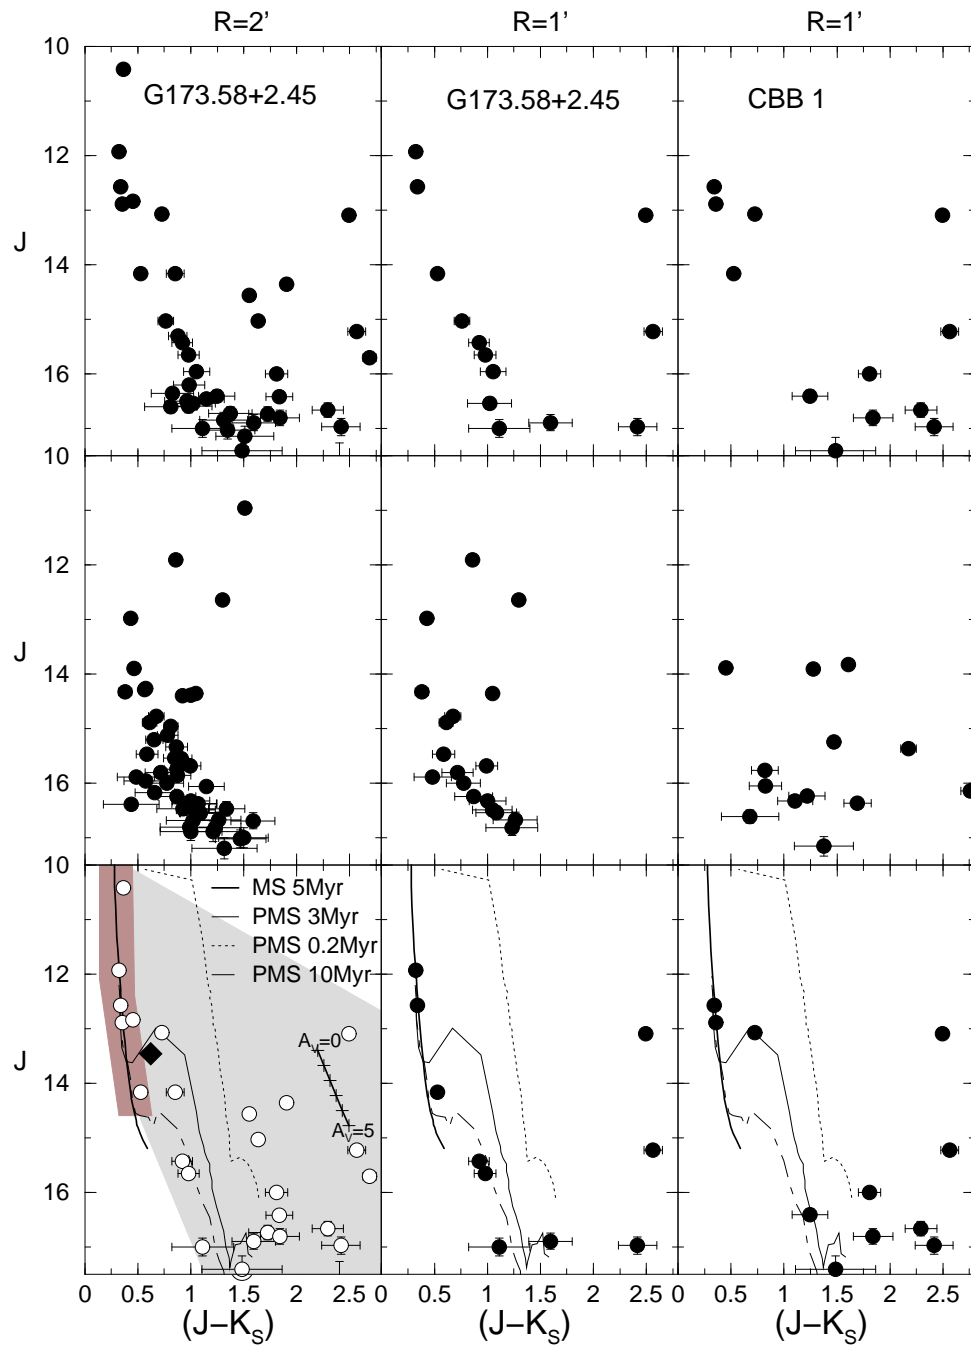 R=2' R=1' R=1'
10
G173.58+2.45 G173.58+2.45 CBB 1
12
J
14
16
10
12
J
14
16
10
MS 5Myr
PMS 3Myr
PMS 0.2Myr
PMS 10Myr
12
A_V=0
J
14
A_V=5
16
0 0.5 1 1.5 2 2.5 0 0.5 1 1.5 2 2.5 0 0.5 1 1.5 2 2.5
(J−K_S) (J−K_S) (J−K_S)